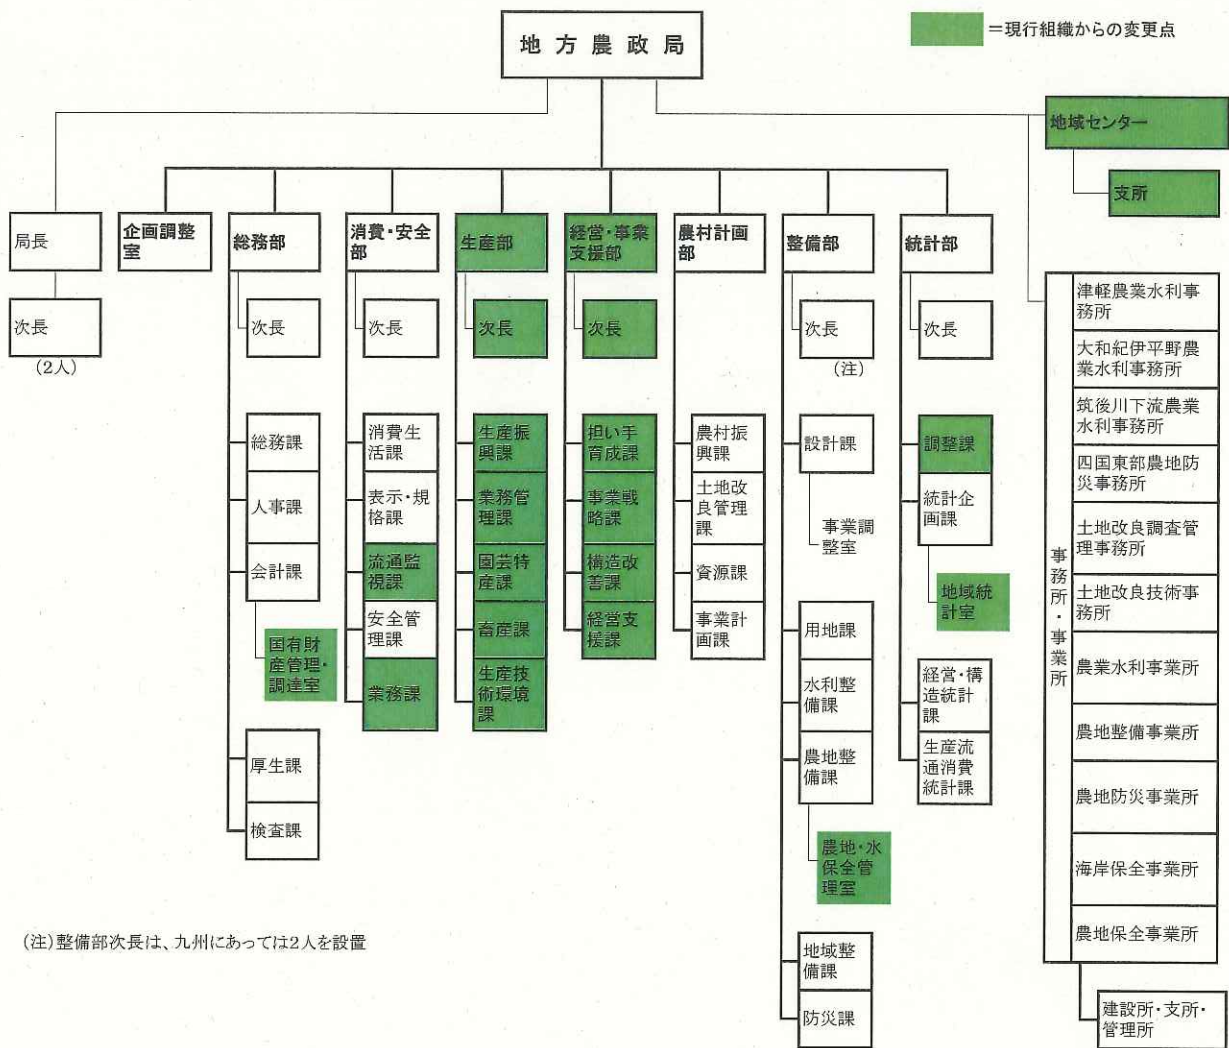 地方農政局
＝現行組織からの変更点
地域センター
支所
局長
次長
(2人)
企画調整
室
総務部
次長
総務課
人事課
会計課
国有財
産管理・
調達室
厚生課
検査課
消費・安全
部
次長
消費生
活課
表示・規
格課
流通監
視課
安全管
理課
業務課
生産部
次長
生産振
興課
業務管
理課
園芸特
産課
畜産課
生産技
術環境
課
経営・事業
支援部
次長
担い手
育成課
事業戦
略課
構造改
善課
経営支
援課
農村計画
部
農村振
興課
土地改
良管理
課
資源課
事業計
画課
整備部
次長
(注)
設計課
事業調
整室
用地課
水利整
備課
農地整
備課
農地・水
保全管
理室
地域整
備課
防災課
統計部
次長
調整課
統計企
画課
地域統
計室
経営・構
造統計
課
生産流
通消費
統計課
事務所・事業所
津軽農業水利事
務所
大和紀伊平野農
業水利事務所
筑後川下流農業
水利事務所
四国東部農地防
災事務所
土地改良調査管
理事務所
土地改良技術事
務所
農業水利事業所
農地整備事業所
農地防災事業所
海岸保全事業所
農地保全事業所
建設所・支所・
管理所
(注)整備部次長は、九州にあっては2人を設置